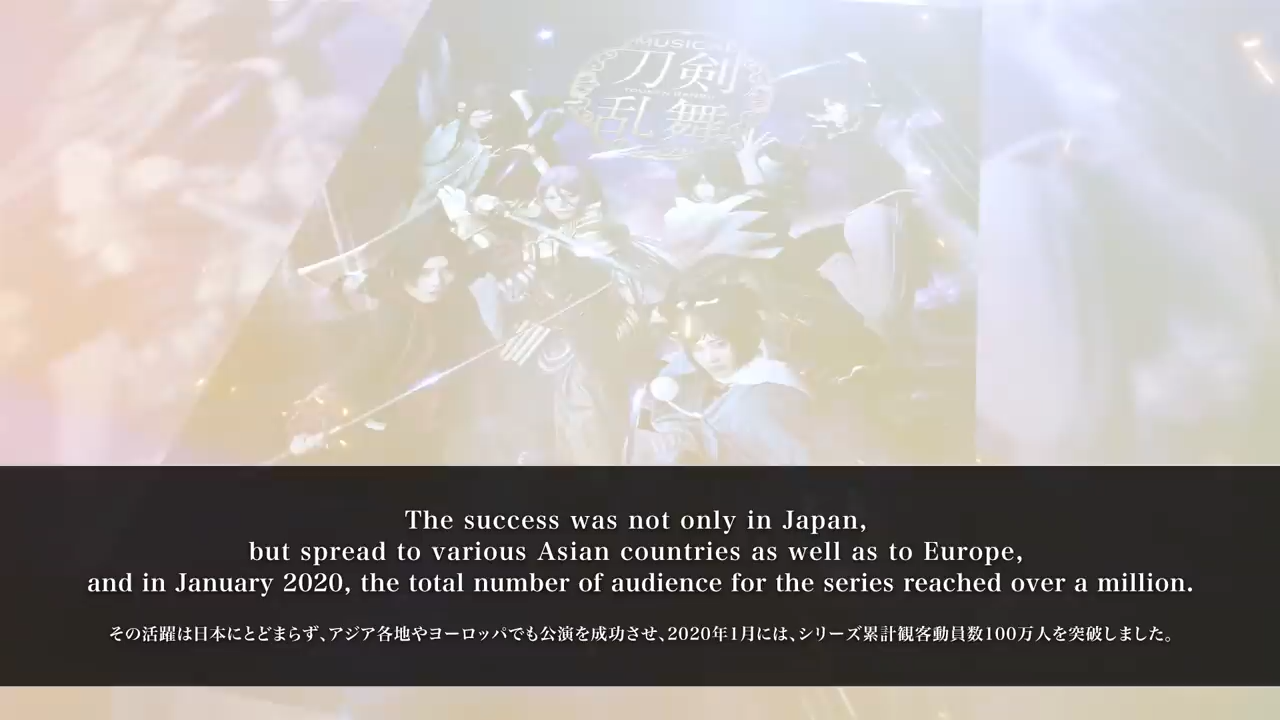 MUSICAL
刀剣
乱舞
The success was not only in Japan,
but spread to various Asian countries as well as to Europe,
and in January 2020, the total number of audience for the series reached over a million.
その活躍は日本にとどまらず、アジア各地やヨーロッパでも公演を成功させ、2020年1月には、シリーズ累計観客動員数100万人を突破しました。